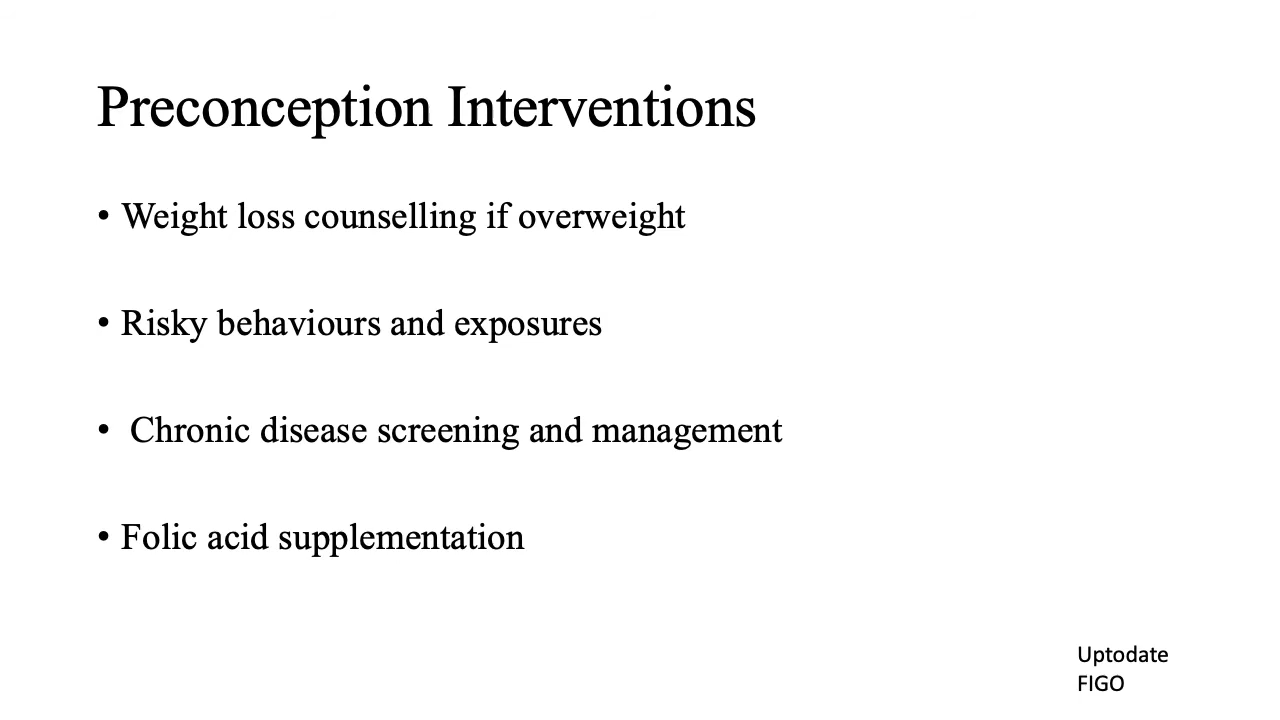 Preconception Interventions
• Weight loss counselling if overweight
• Risky behaviours and exposures
• Chronic disease screening and management
• Folic acid supplementation
Uptodate
FIGO